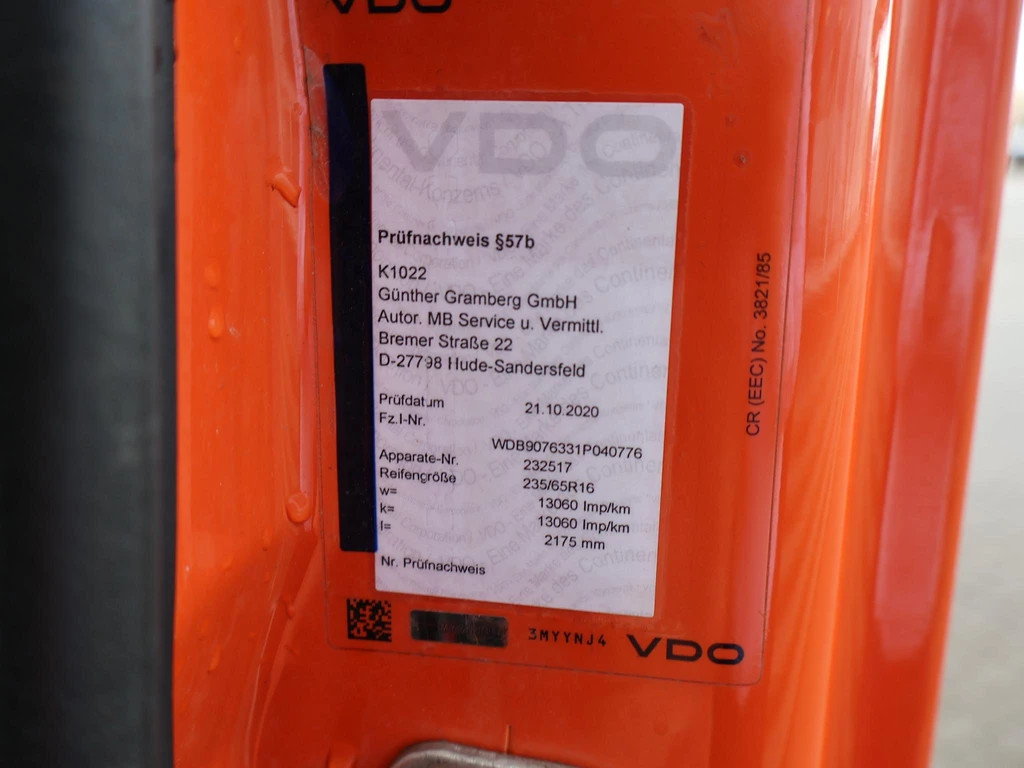 VDO
VDO
Prüfnachweis §57b
K1022
Günther Gramberg GmbH
Autor. MB Service u. Vermittl.
Bremer Straße 22
D-27798 Hude-Sandersfeld
Prüfdatum 21.10.2020
Fz.I-Nr.
WDB9076331P040776
Apparate-Nr. 232517
Reifengröße 235/65R16
w= 13060 Imp/km
k= 13060 Imp/km
l= 2175 mm
Nr. Prüfnachweis
3MYYNJ4 VDO
CR (EEC) No. 3821/85